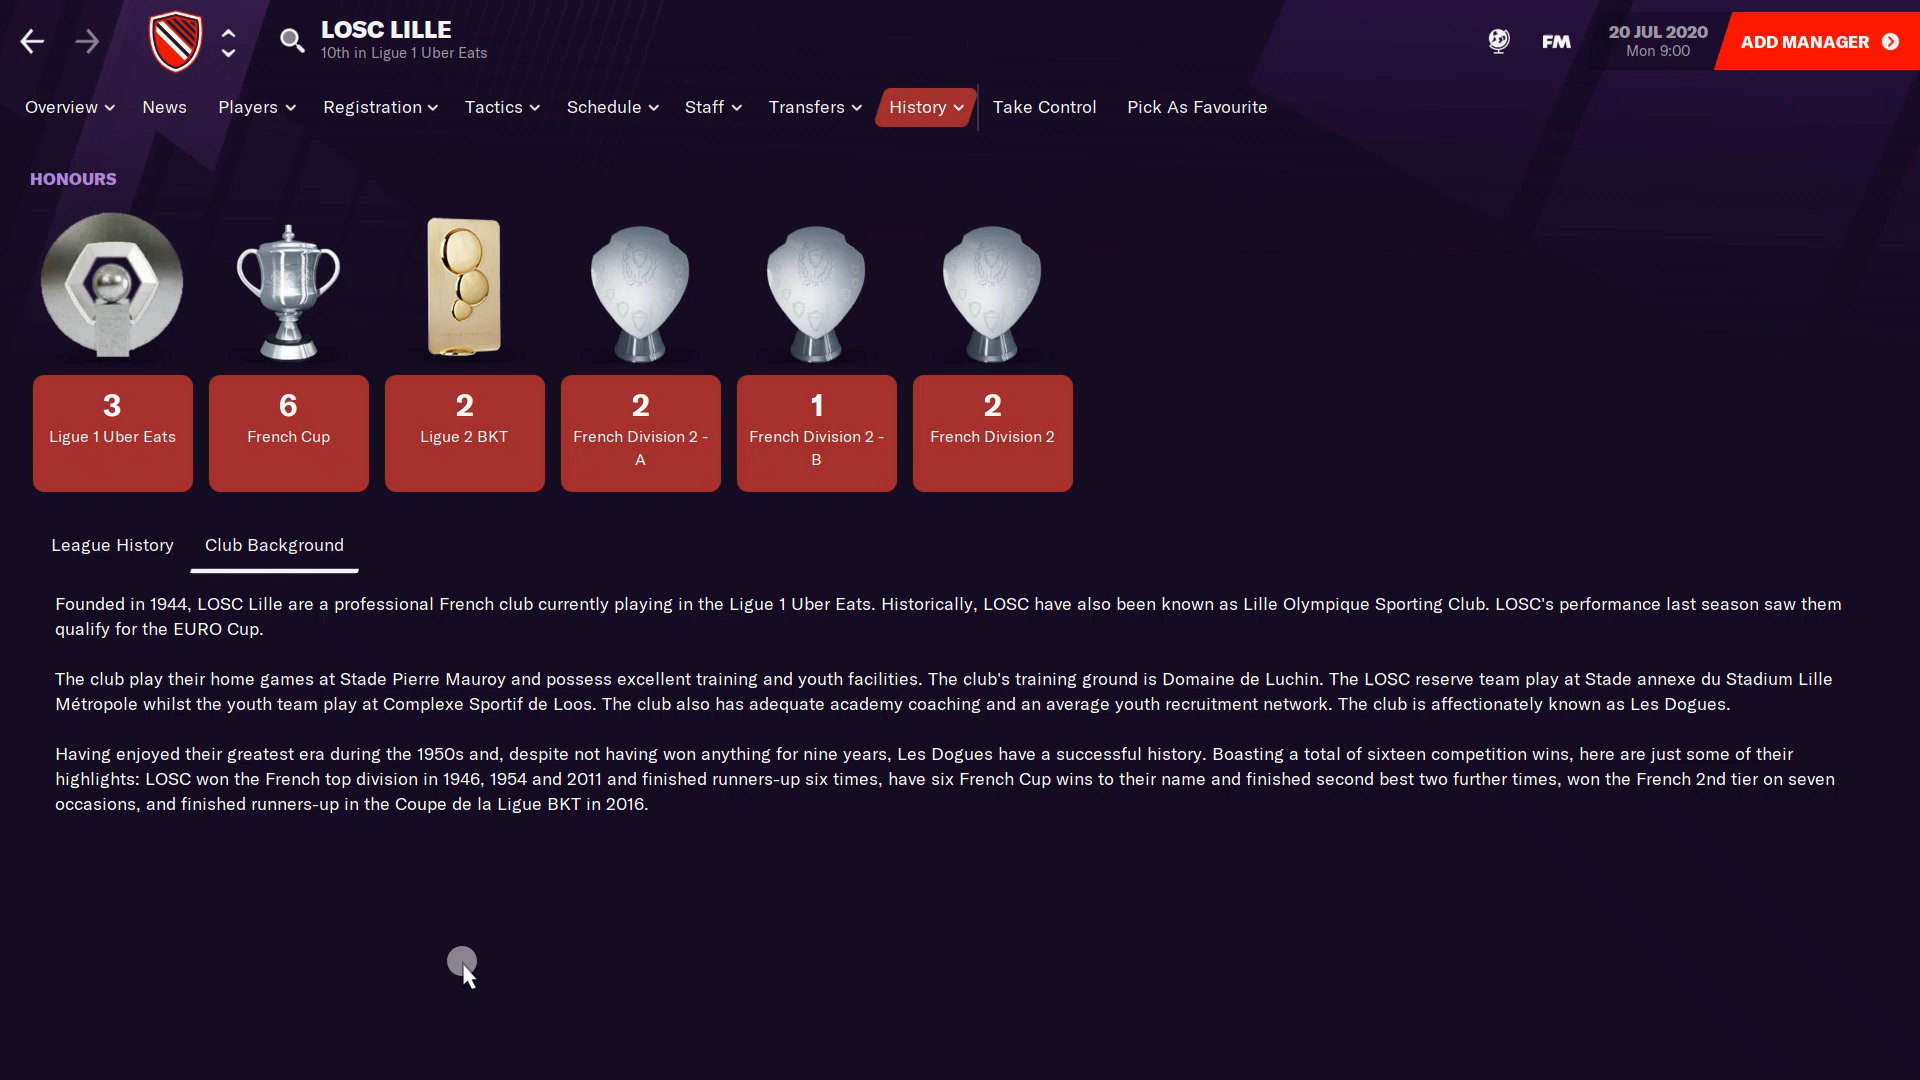 LOSC LILLE
10th in Ligue 1 Uber Eats
FM
20 JUL 2020
Mon 9:00
ADD MANAGER
Overview
News
Players
Registration
Tactics
Schedule
Staff
Transfers
History
Take Control
Pick As Favourite
HONOURS
3
Ligue 1 Uber Eats
6
French Cup
2
Ligue 2 BKT
2
French Division 2 -
A
1
French Division 2 -
B
2
French Division 2
League History
Club Background
Founded in 1944, LOSC Lille are a professional French club currently playing in the Ligue 1 Uber Eats. Historically, LOSC have also been known as Lille Olympique Sporting Club. LOSC's performance last season saw them
qualify for the EURO Cup.
The club play their home games at Stade Pierre Mauroy and possess excellent training and youth facilities. The club's training ground is Domaine de Luchin. The LOSC reserve team play at Stade annexe du Stadium Lille
Métropole whilst the youth team play at Complexe Sportif de Loos. The club also has adequate academy coaching and an average youth recruitment network. The club is affectionately known as Les Dogues.
Having enjoyed their greatest era during the 1950s and, despite not having won anything for nine years, Les Dogues have a successful history. Boasting a total of sixteen competition wins, here are just some of their
highlights: LOSC won the French top division in 1946, 1954 and 2011 and finished runners-up six times, have six French Cup wins to their name and finished second best two further times, won the French 2nd tier on seven
occasions, and finished runners-up in the Coupe de la Ligue BKT in 2016.